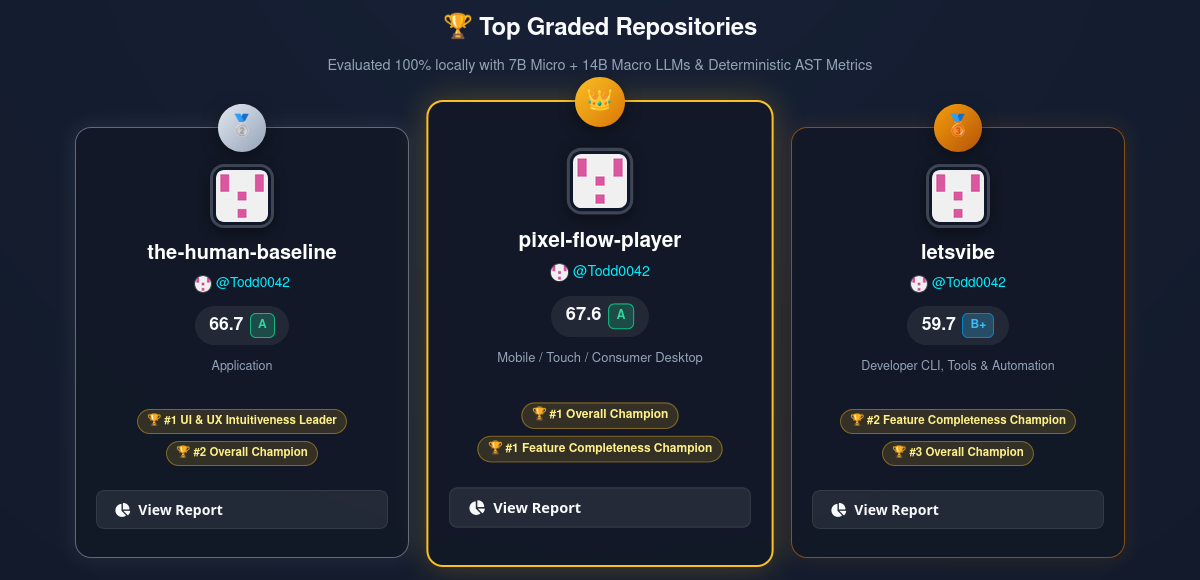 🏆 Top Graded Repositories
Evaluated 100% locally with 7B Micro + 14B Macro LLMs & Deterministic AST Metrics
2
the-human-baseline
@Todd0042
66.7 A
Application
🏆 #1 UI & UX Intuitiveness Leader
🏆 #2 Overall Champion
View Report
pixel-flow-player
@Todd0042
67.6 A
Mobile / Touch / Consumer Desktop
🏆 #1 Overall Champion
🏆 #1 Feature Completeness Champion
View Report
3
letsvibe
@Todd0042
59.7 B+
Developer CLI, Tools & Automation
🏆 #2 Feature Completeness Champion
🏆 #3 Overall Champion
View Report